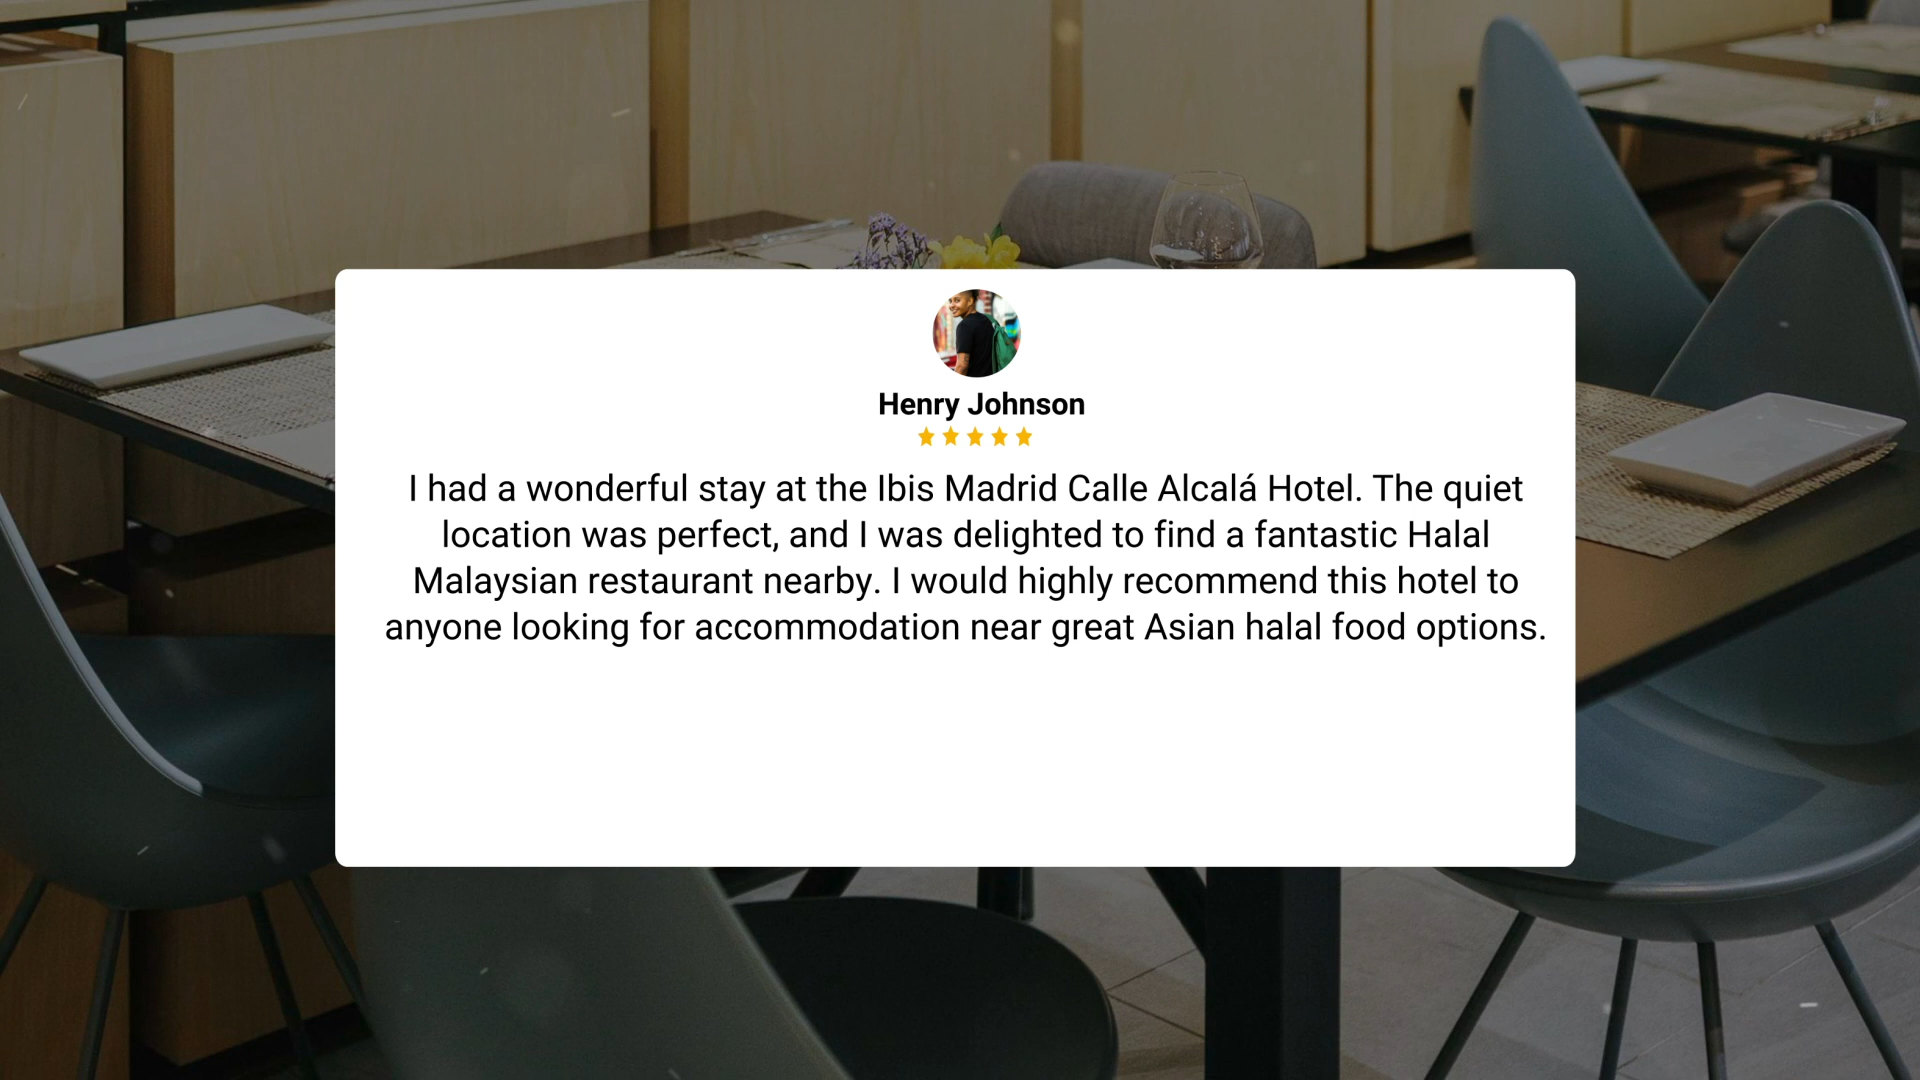 Henry Johnson
I had a wonderful stay at the Ibis Madrid Calle Alcalá Hotel. The quiet
location was perfect, and I was delighted to find a fantastic Halal
Malaysian restaurant nearby. I would highly recommend this hotel to
anyone looking for accommodation near great Asian halal food options.